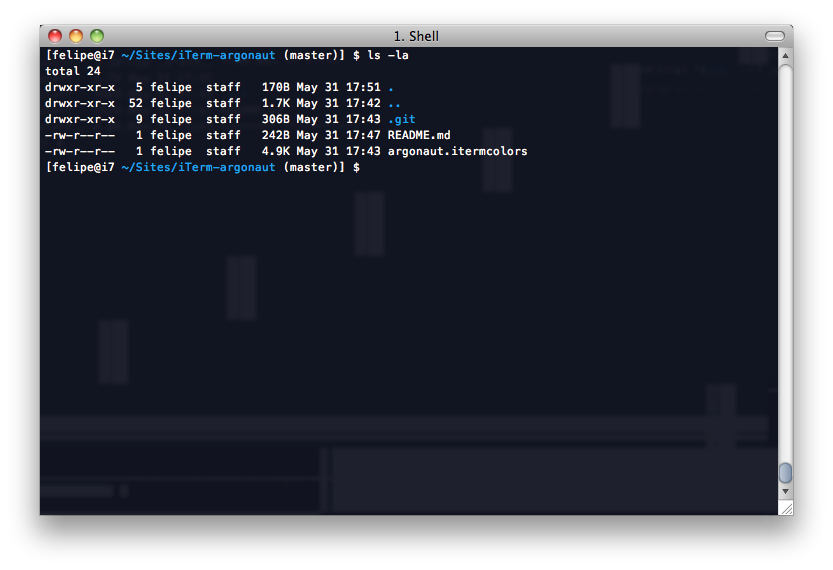 1. Shell
[felipe@i7 ~/Sites/iTerm-argonaut (master)] $ ls -la
total 24
drwxr-xr-x   5 felipe  staff   170B May 31 17:51 .
drwxr-xr-x  52 felipe  staff   1.7K May 31 17:42 ..
drwxr-xr-x   9 felipe  staff   306B May 31 17:43 .git
-rw-r--r--   1 felipe  staff   242B May 31 17:47 README.md
-rw-r--r--   1 felipe  staff   4.9K May 31 17:43 argonaut.itermcolors
[felipe@i7 ~/Sites/iTerm-argonaut (master)] $